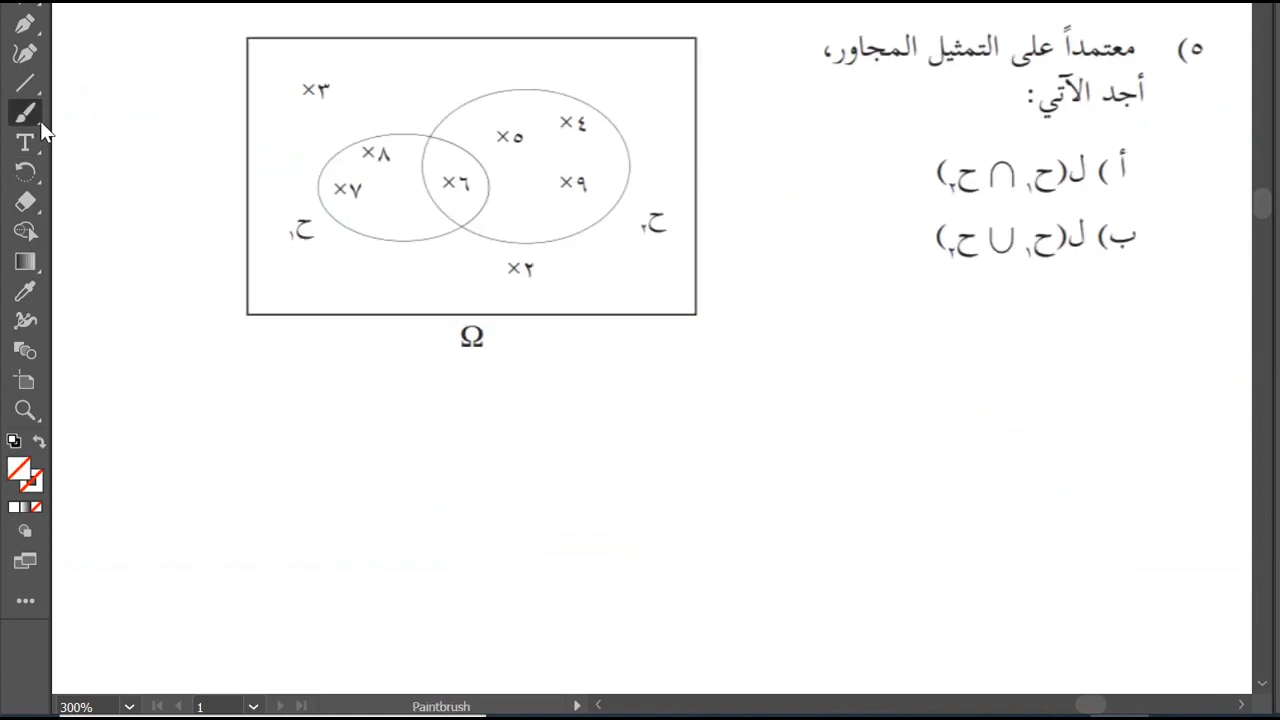 ٥) معتمداً على التمثيل المجاور،
أجد الآتي:
أ ) ل(ح١ ∩ ح٢)
ب) ل(ح١ ∪ ح٢)
×٣
×٤
×٥
×٨
×٦
×٩
×٧
ح١
ح٢
×٢
Ω
300%
1
Paintbrush